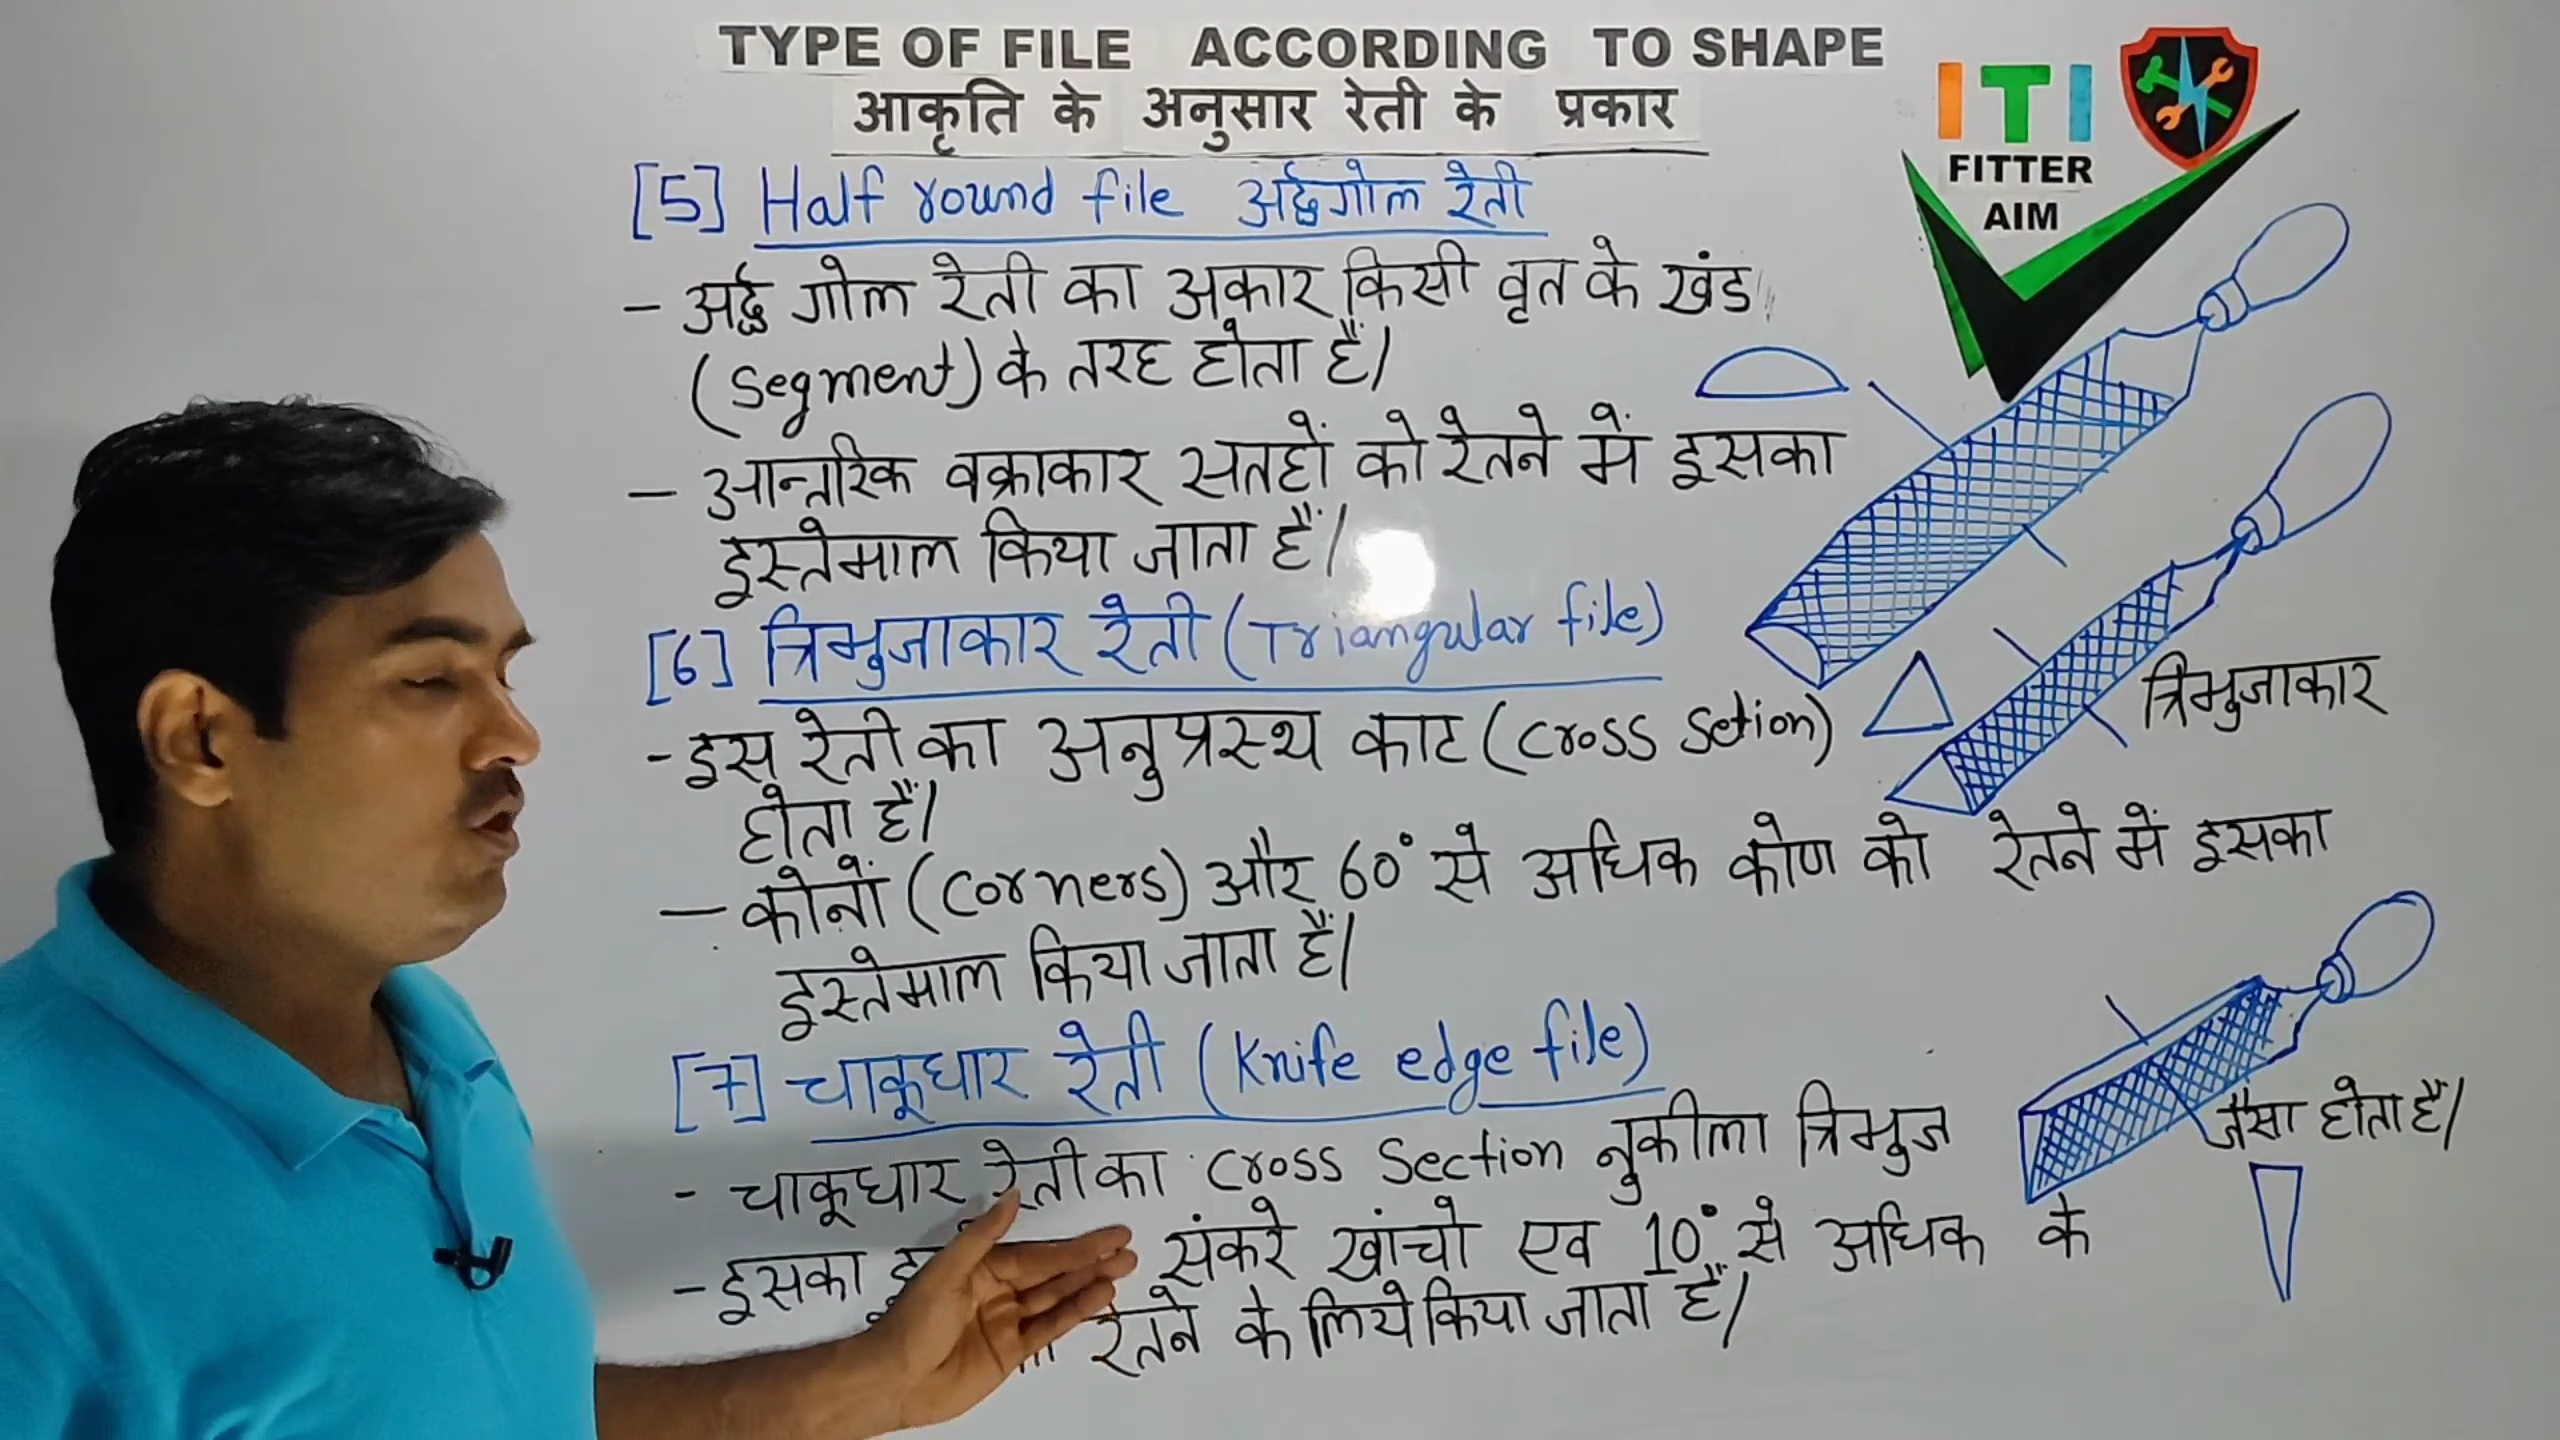 TYPE OF FILE ACCORDING TO SHAPE
आकृति के अनुसार रेती के प्रकार
ITI
FITTER
AIM
[5] Half round file अर्द्धगोल रेती
- अर्द्ध गोल रेती का अकार किसी वृत के खंड
(Segment) के तरह होता हैं।
- आन्तरिक वक्राकार सतहों को रेतने में इसका
इस्तेमाल किया जाता हैं।
[6] त्रिभुजाकार रेती (Triangular file)
- इस रेती का अनुप्रस्थ काट (Cross Setion) त्रिभुजाकार
होता हैं।
- कोनों (Corners) और 60° से अधिक कोण को रेतने में इसका
इस्तेमाल किया जाता हैं।
[7] चाकूधार रेती (Knife edge file)
- चाकूधार रेती का Cross Section नुकीला त्रिभुज जैसा होता हैं।
- इसका संकरे खांचो एव 10° से अधिक के
रेतने के लिये किया जाता हैं।